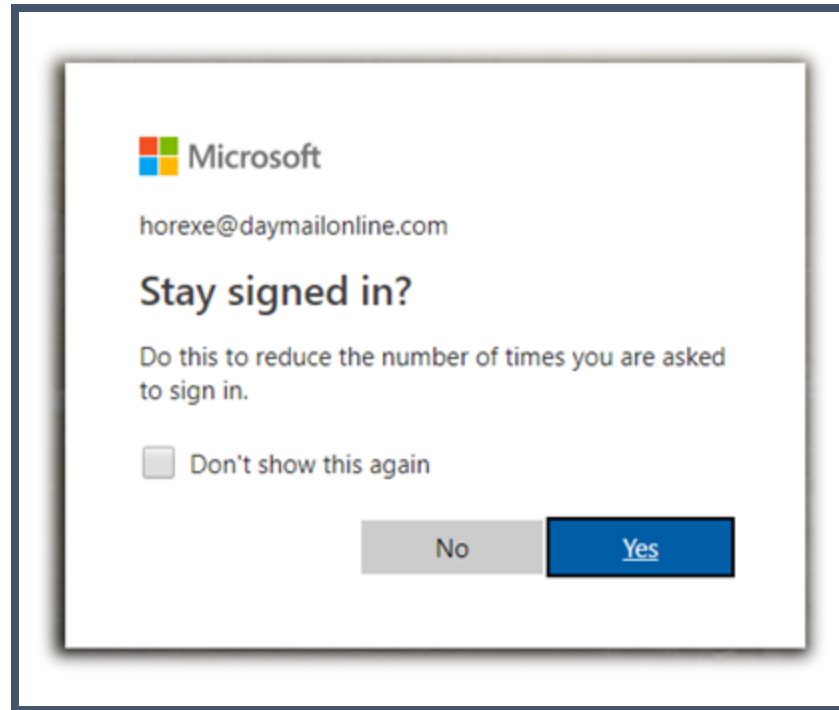 Microsoft
horexe@daymailonline.com
Stay signed in?
Do this to reduce the number of times you are asked
to sign in.
Don't show this again
No
Yes